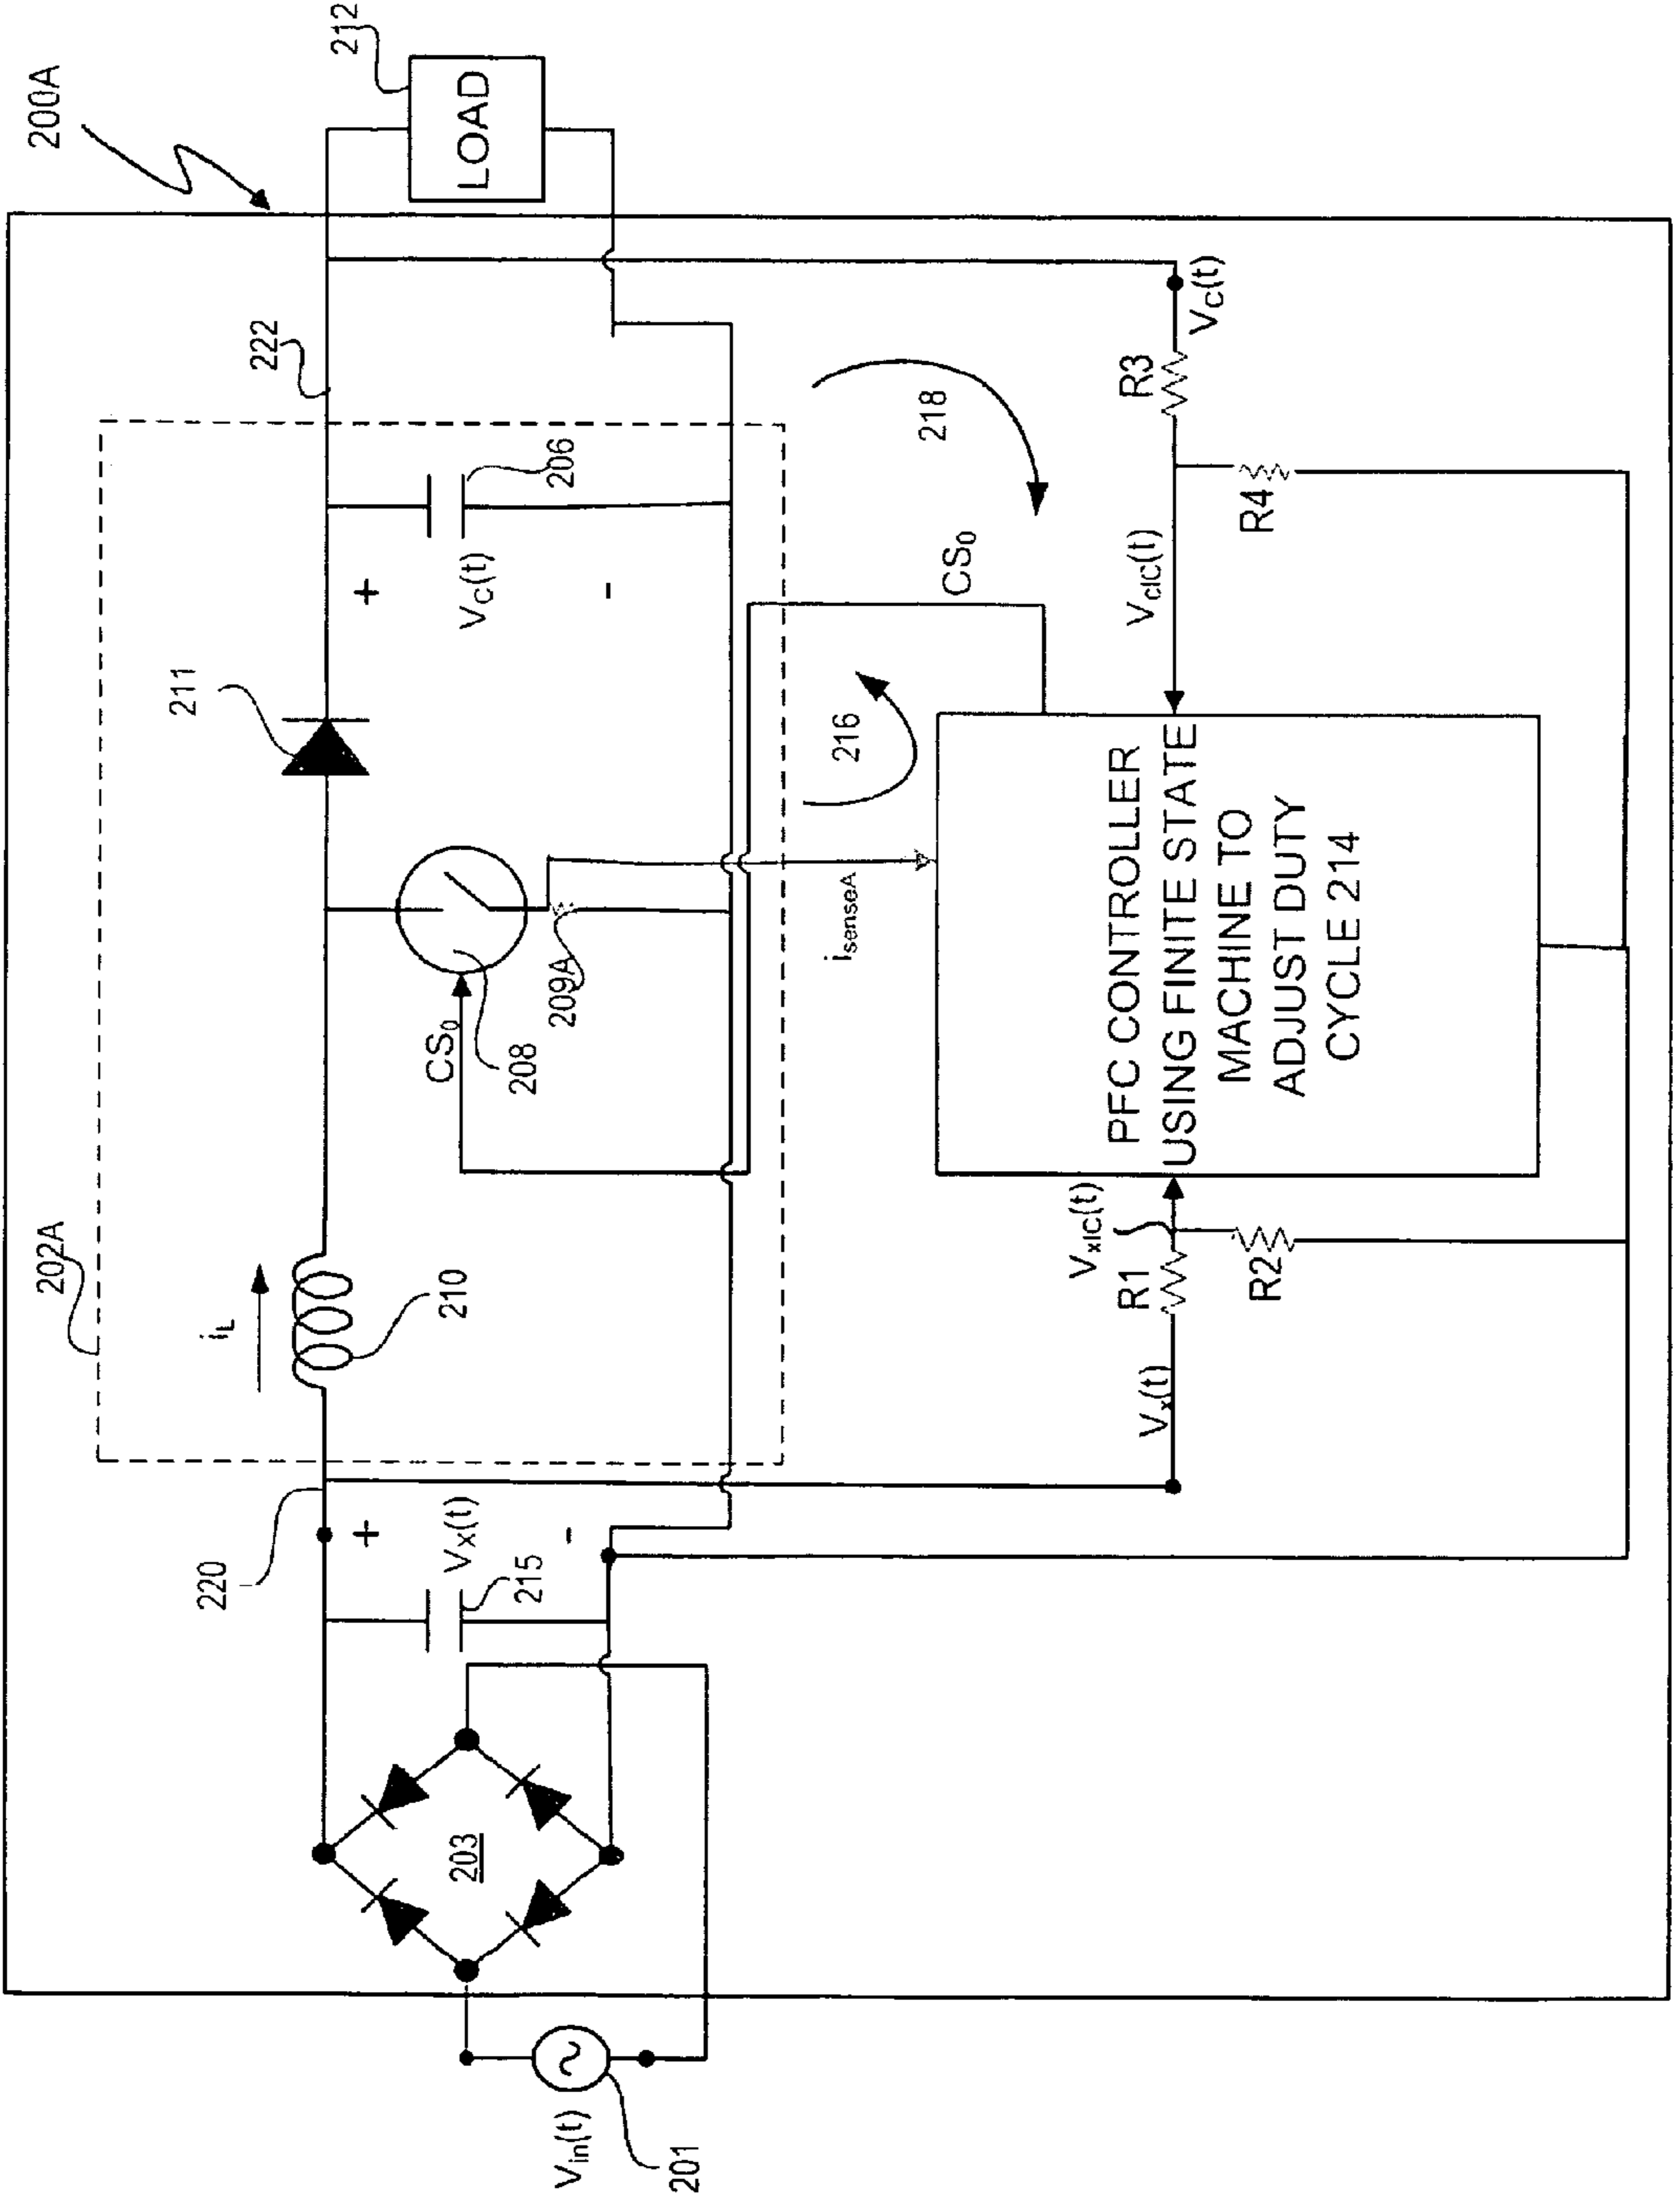 200A
202A
222
212
LOAD
211
iL
220
210
+
Vx(t)
-
215
203
Vin(t)
201
CS0
208
209A
+
VC(t)
-
206
isenseA
216
218
CS0
Vx(t)
R1
VxIC(t)
R2
PFC CONTROLLER
USING FINITE STATE
MACHINE TO
ADJUST DUTY
CYCLE 214
VcIC(t)
R3
VC(t)
R4